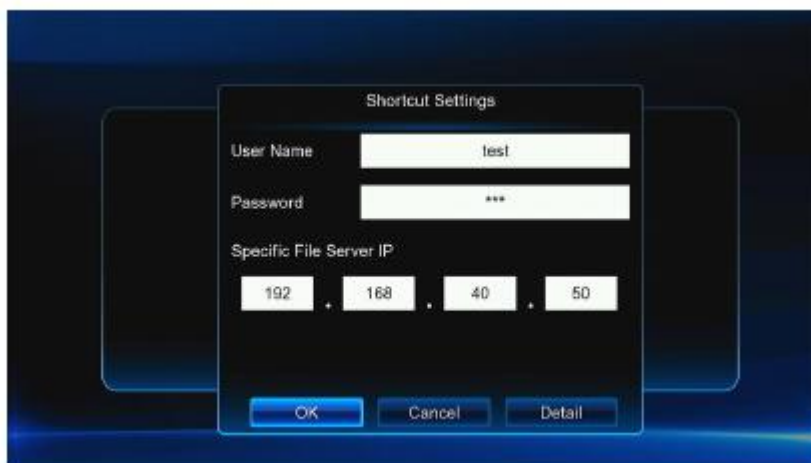 Shortcut Settings
User Name test
Password ***
Specific File Server IP
192 . 168 . 40 . 50
OK Cancel Detail